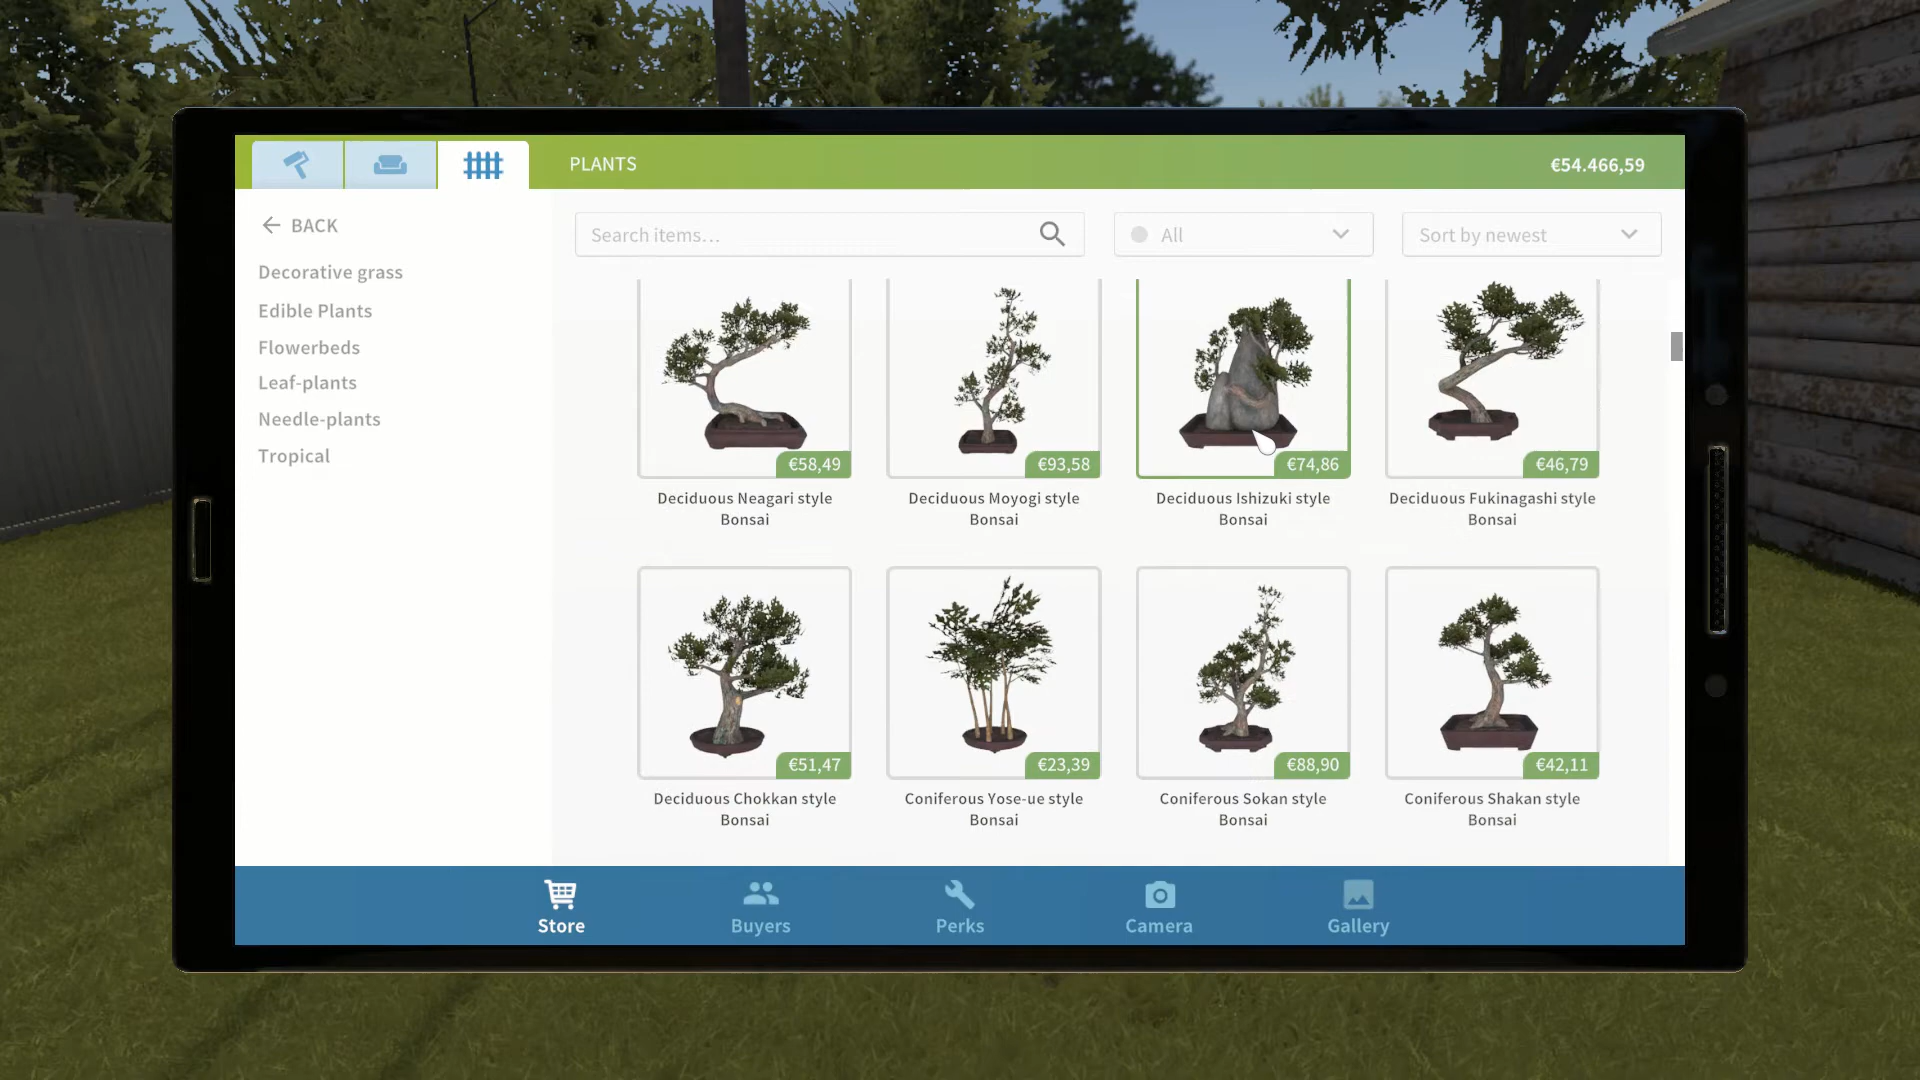 PLANTS
€54.466,59
BACK
Search items...
All
Sort by newest
Decorative grass
Edible Plants
Flowerbeds
Leaf-plants
Needle-plants
Tropical
€58,49
€93,58
€74,86
€46,79
Deciduous Neagari style
Bonsai
Deciduous Moyogi style
Bonsai
Deciduous Ishizuki style
Bonsai
Deciduous Fukinagashi style
Bonsai
€51,47
€23,39
€88,90
€42,11
Deciduous Chokkan style
Bonsai
Coniferous Yose-ue style
Bonsai
Coniferous Sokan style
Bonsai
Coniferous Shakan style
Bonsai
Store
Buyers
Perks
Camera
Gallery